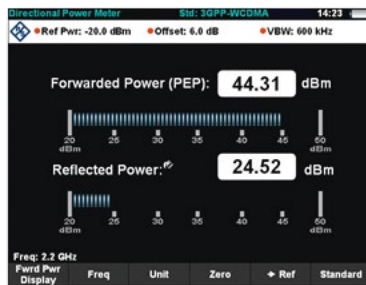 Directional Power Meter Std: 3GPP-WCDMA 14:23
Ref Pwr: -20.0 dBm Offset: 6.0 dB VBW: 600 kHz
Forwarded Power (PEP): 44.31 dBm
20 25 30 35 40 45 50
dBm dBm
Reflected Power: 24.52 dBm
20 25 30 35 40 45 50
dBm dBm
Freq: 2.2 GHz
Fwrd Pwr Display Freq Unit Zero → Ref Standard